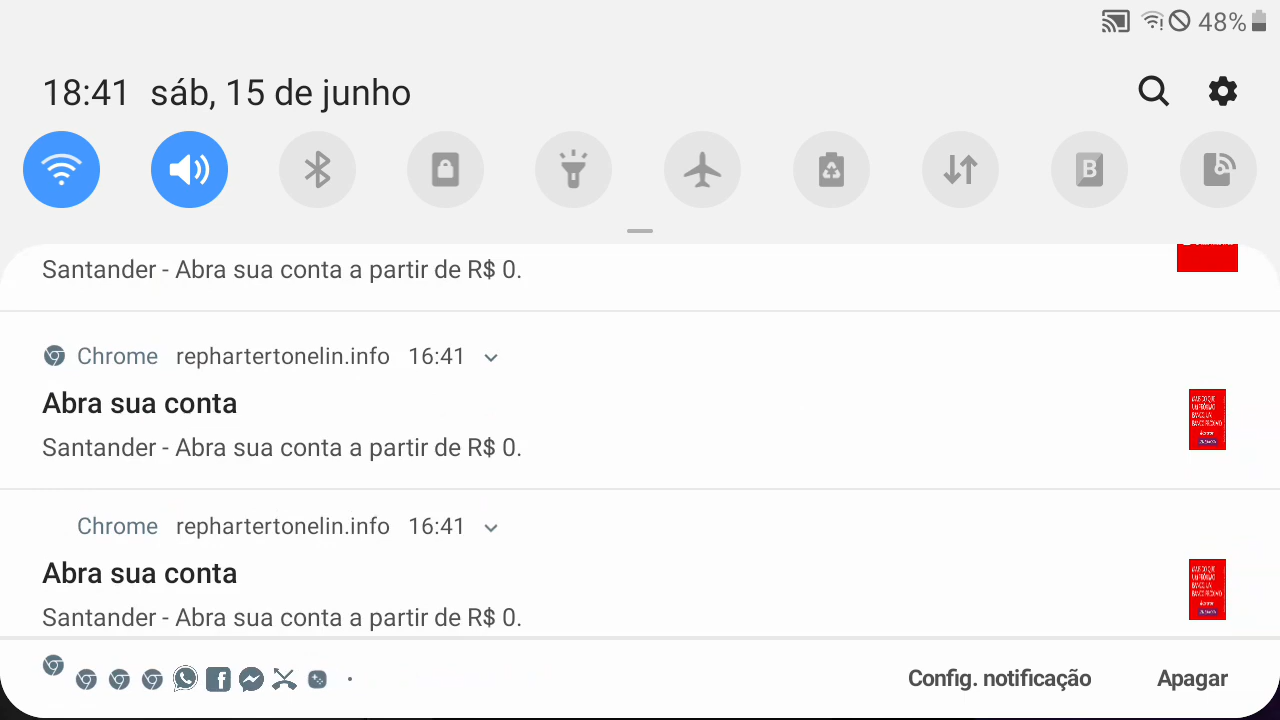 48%
18:41 sáb, 15 de junho
B
Santander - Abra sua conta a partir de R$ 0.
Chrome rephartertonelin.info 16:41
Abra sua conta
Santander - Abra sua conta a partir de R$ 0.
Chrome rephartertonelin.info 16:41
Abra sua conta
Santander - Abra sua conta a partir de R$ 0.
Config. notificação Apagar